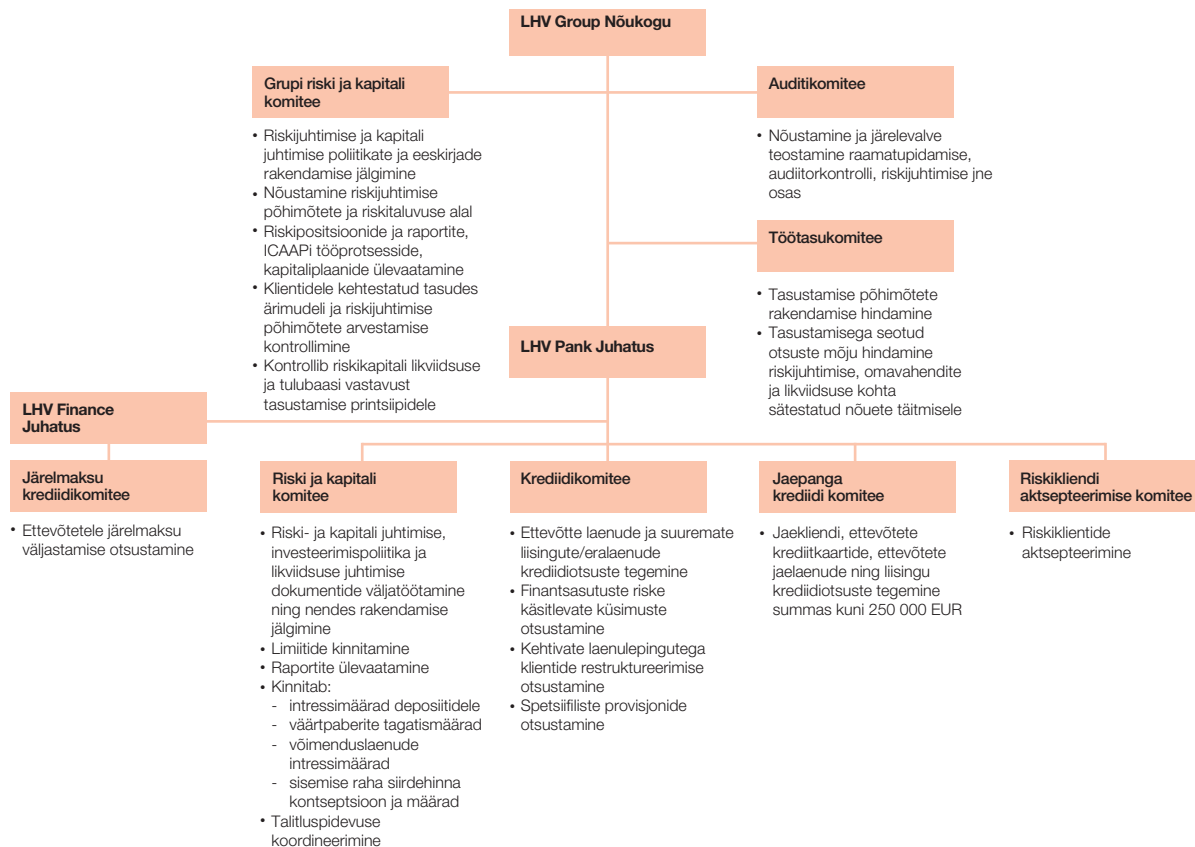 LHV Group Nõukogu
Grupi riski ja kapitali
komitee
• Riskijuhtimise ja kapitali
juhtimise poliitikate ja eeskirjade
rakendamise jälgimine
• Nõustamine riskijuhtimise
põhimõtete ja riskitaluvuse alal
• Riskipositsioonide ja raportite,
ICAAPi tööprotsesside,
kapitaliplaanide ülevaatamine
• Klientidele kehtestatud tasudes
ärimudeli ja riskijuhtimise
põhimõtete arvestamise
kontrollimine
• Kontrollib riskikapitali likviidsuse
ja tulubaasi vastavust
tasustamise printsiipidele
Auditikomitee
• Nõustamine ja järelevalve
teostamine raamatupidamise,
audiitorkontrolli, riskijuhtimise jne
osas
Töötasukomitee
• Tasustamise põhimõtete
rakendamise hindamine
• Tasustamisega seotud
otsuste mõju hindamine
riskijuhtimise, omavahendite
ja likviidsuse kohta
sätestatud nõuete täitmisele
LHV Pank Juhatus
LHV Finance
Juhatus
Järelmaksu
krediidikomitee
• Ettevõtetele järelmaksu
väljastamise otsustamine
Riski ja kapitali
komitee
• Riski- ja kapitali juhtimise,
investeerimispoliitika ja
likviidsuse juhtimise
dokumentide väljatöötamine
ning nendes rakendamise
jälgimine
• Limiitide kinnitamine
• Raportite ülevaatamine
• Kinnitab:
- intressimäärad deposiitidele
- väärtpaberite tagatismäärad
- võimenduslaenude
intressimäärad
- sisemise raha siirdehinna
kontseptsioon ja määrad
• Talitluspidevuse
koordineerimine
Krediidikomitee
• Ettevõtte laenude ja suuremate
liisingute/eralaenude
krediidiotsuste tegemine
• Finantsasutuste riske
käsitlevate küsimuste
otsustamine
• Kehtivate laenulepingutega
klientide restruktureerimise
otsustamine
• Spetsiifiliste provisjonide
otsustamine
Jaepanga
krediidi komitee
• Jaekliendi, ettevõtete
krediitkaartide, ettevõtete
jaelaenude ning liisingu
krediidiotsuste tegemine
summas kuni 250 000 EUR
Riskikliendi
aktsepteerimise komitee
• Riskiklientide
aktsepteerimine